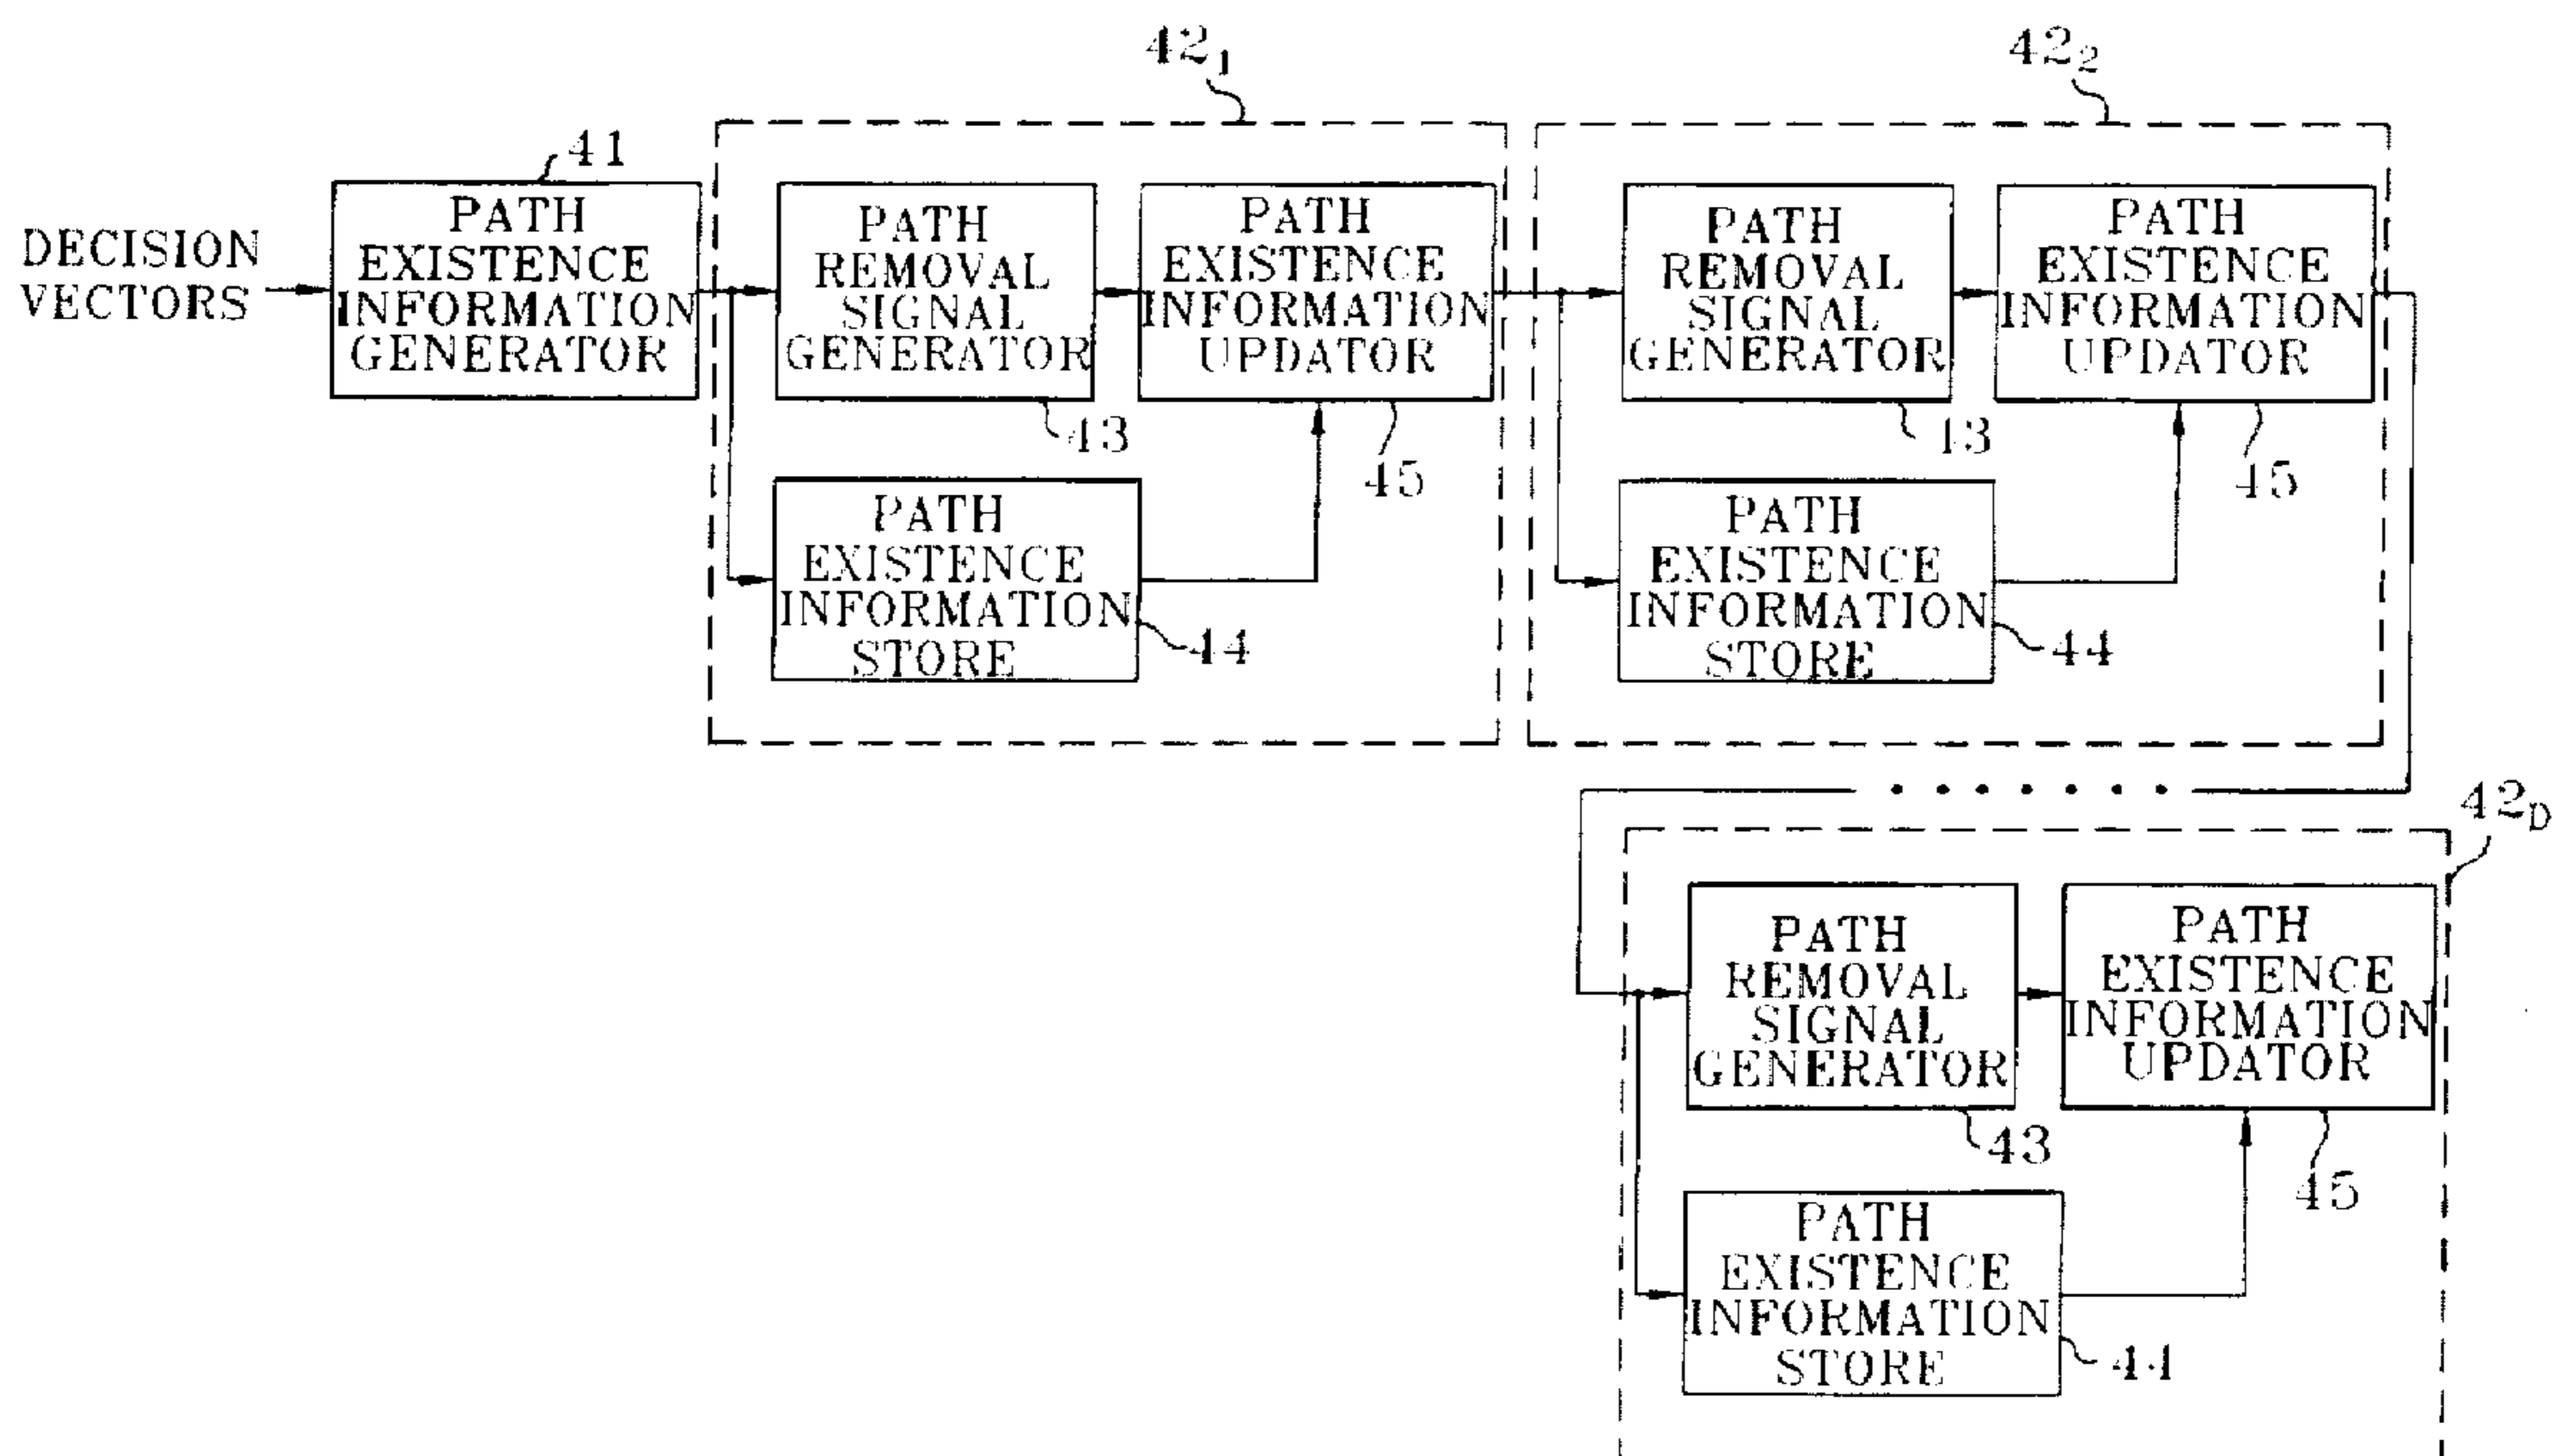 42₁
42₂
41
DECISION
VECTORS
PATH
EXISTENCE
INFORMATION
GENERATOR
PATH
REMOVAL
SIGNAL
GENERATOR
43
PATH
EXISTENCE
INFORMATION
UPDATOR
45
PATH
EXISTENCE
INFORMATION
STORE
44
PATH
REMOVAL
SIGNAL
GENERATOR
43
PATH
EXISTENCE
INFORMATION
UPDATOR
45
PATH
EXISTENCE
INFORMATION
STORE
44
42D
PATH
REMOVAL
SIGNAL
GENERATOR
43
PATH
EXISTENCE
INFORMATION
UPDATOR
45
PATH
EXISTENCE
INFORMATION
STORE
44